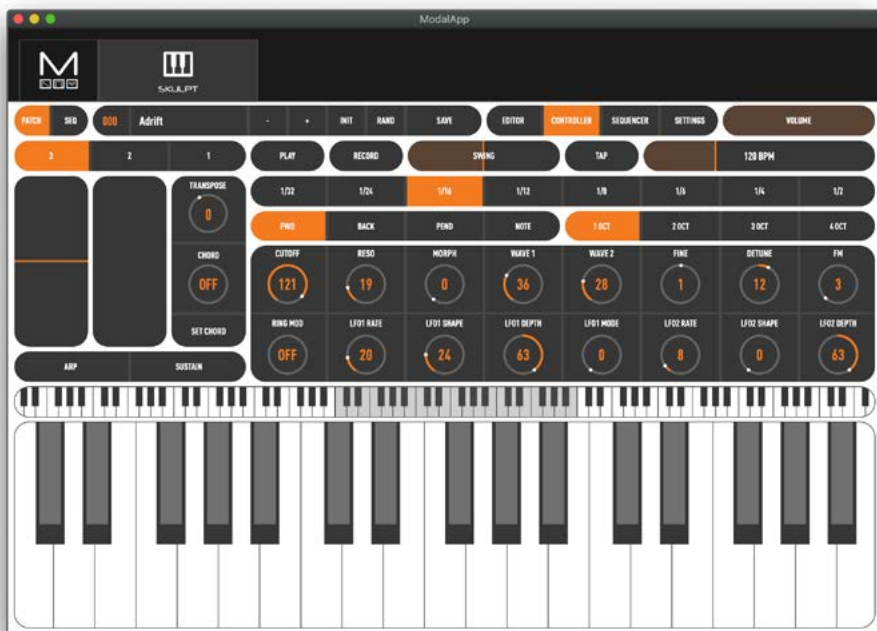 ModalApp
M
SKULPT
PATCH SEQ 000 Adrift - + INIT RAND SAVE EDITOR CONTROLLER SEQUENCER SETTINGS VOLUME
3 2 1 PLAY RECORD SWING TAP 120 BPM
1/32 1/24 1/16 1/12 1/8 1/6 1/4 1/2
FWD BACK PEND NOTE 1 OCT 2 OCT 3 OCT 4 OCT
TRANSPOSE
0
CHORD
OFF
SET CHORD
CUTOFF RESO MORPH WAVE 1 WAVE 2 FINE DETUNE FM
121 19 0 36 28 1 12 3
RING MOD LFO1 RATE LFO1 SHAPE LFO1 DEPTH LFO1 MODE LFO2 RATE LFO2 SHAPE LFO2 DEPTH
OFF 20 24 63 0 8 0 63
ARP SUSTAIN